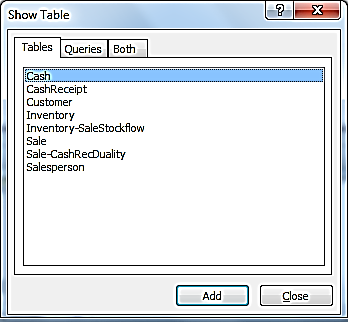 Show Table
?
Tables Queries Both
Cash
CashReceipt
Customer
Inventory
Inventory-SaleStockflow
Sale
Sale-CashRecDuality
Salesperson
Add Close